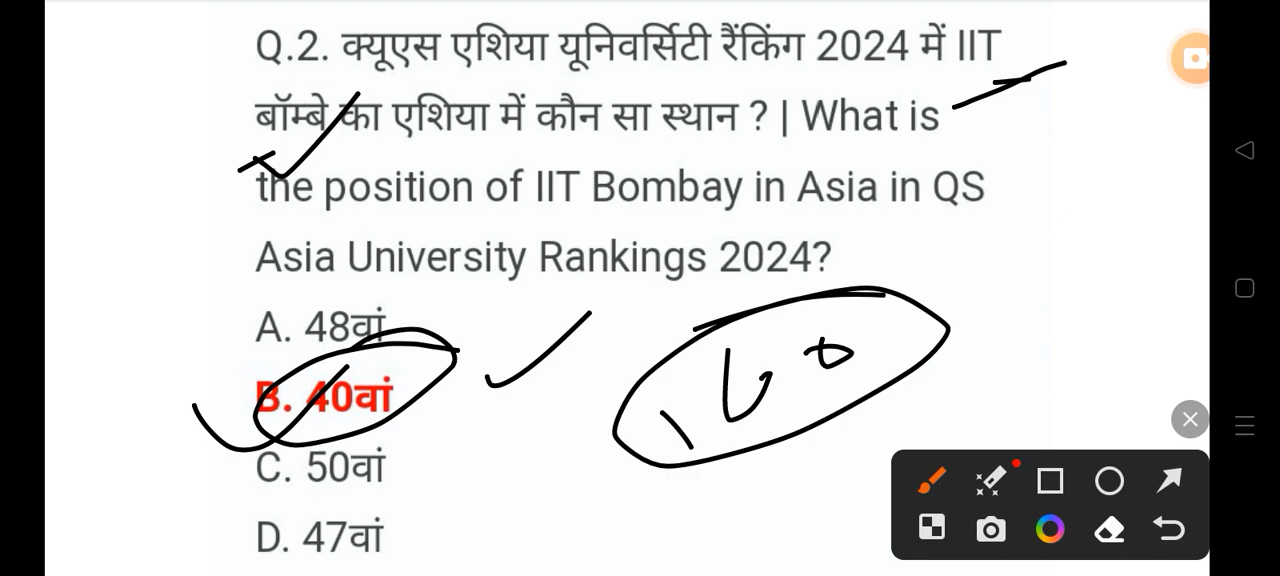 Q.2. क्यूएस एशिया यूनिवर्सिटी रैंकिंग 2024 में IIT
बॉम्बे का एशिया में कौन सा स्थान ? | What is
the position of IIT Bombay in Asia in QS
Asia University Rankings 2024?
A. 48वां
B. 40वां
C. 50वां
D. 47वां